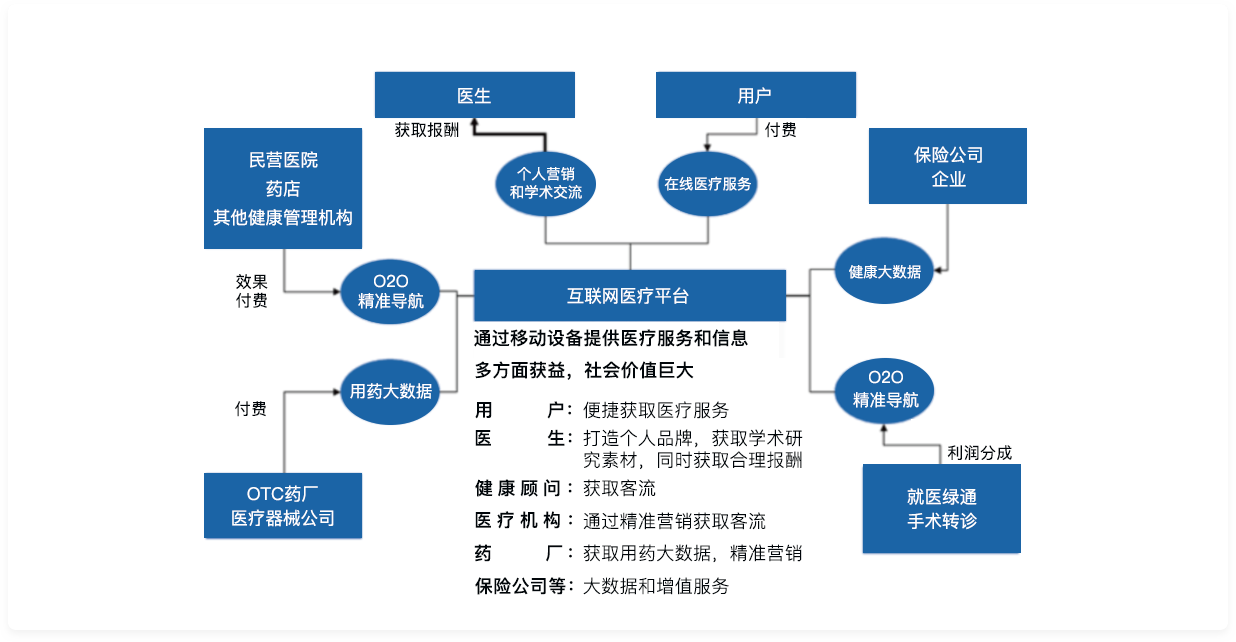 医生
用户
获取报酬
付费
民营医院
药店
其他健康管理机构
个人营销
和学术交流
在线医疗服务
保险公司
企业
效果
付费
O2O
精准导航
互联网医疗平台
健康大数据
通过移动设备提供医疗服务和信息
多方面获益，社会价值巨大
付费
用药大数据
O2O
精准导航
用户：便捷获取医疗服务
医生：打造个人品牌，获取学术研
究素材，同时获取合理报酬
健康顾问：获取客流
医疗机构：通过精准营销获取客流
药厂：获取用药大数据，精准营销
保险公司等：大数据和增值服务
OTC药厂
医疗器械公司
利润分成
就医绿通
手术转诊